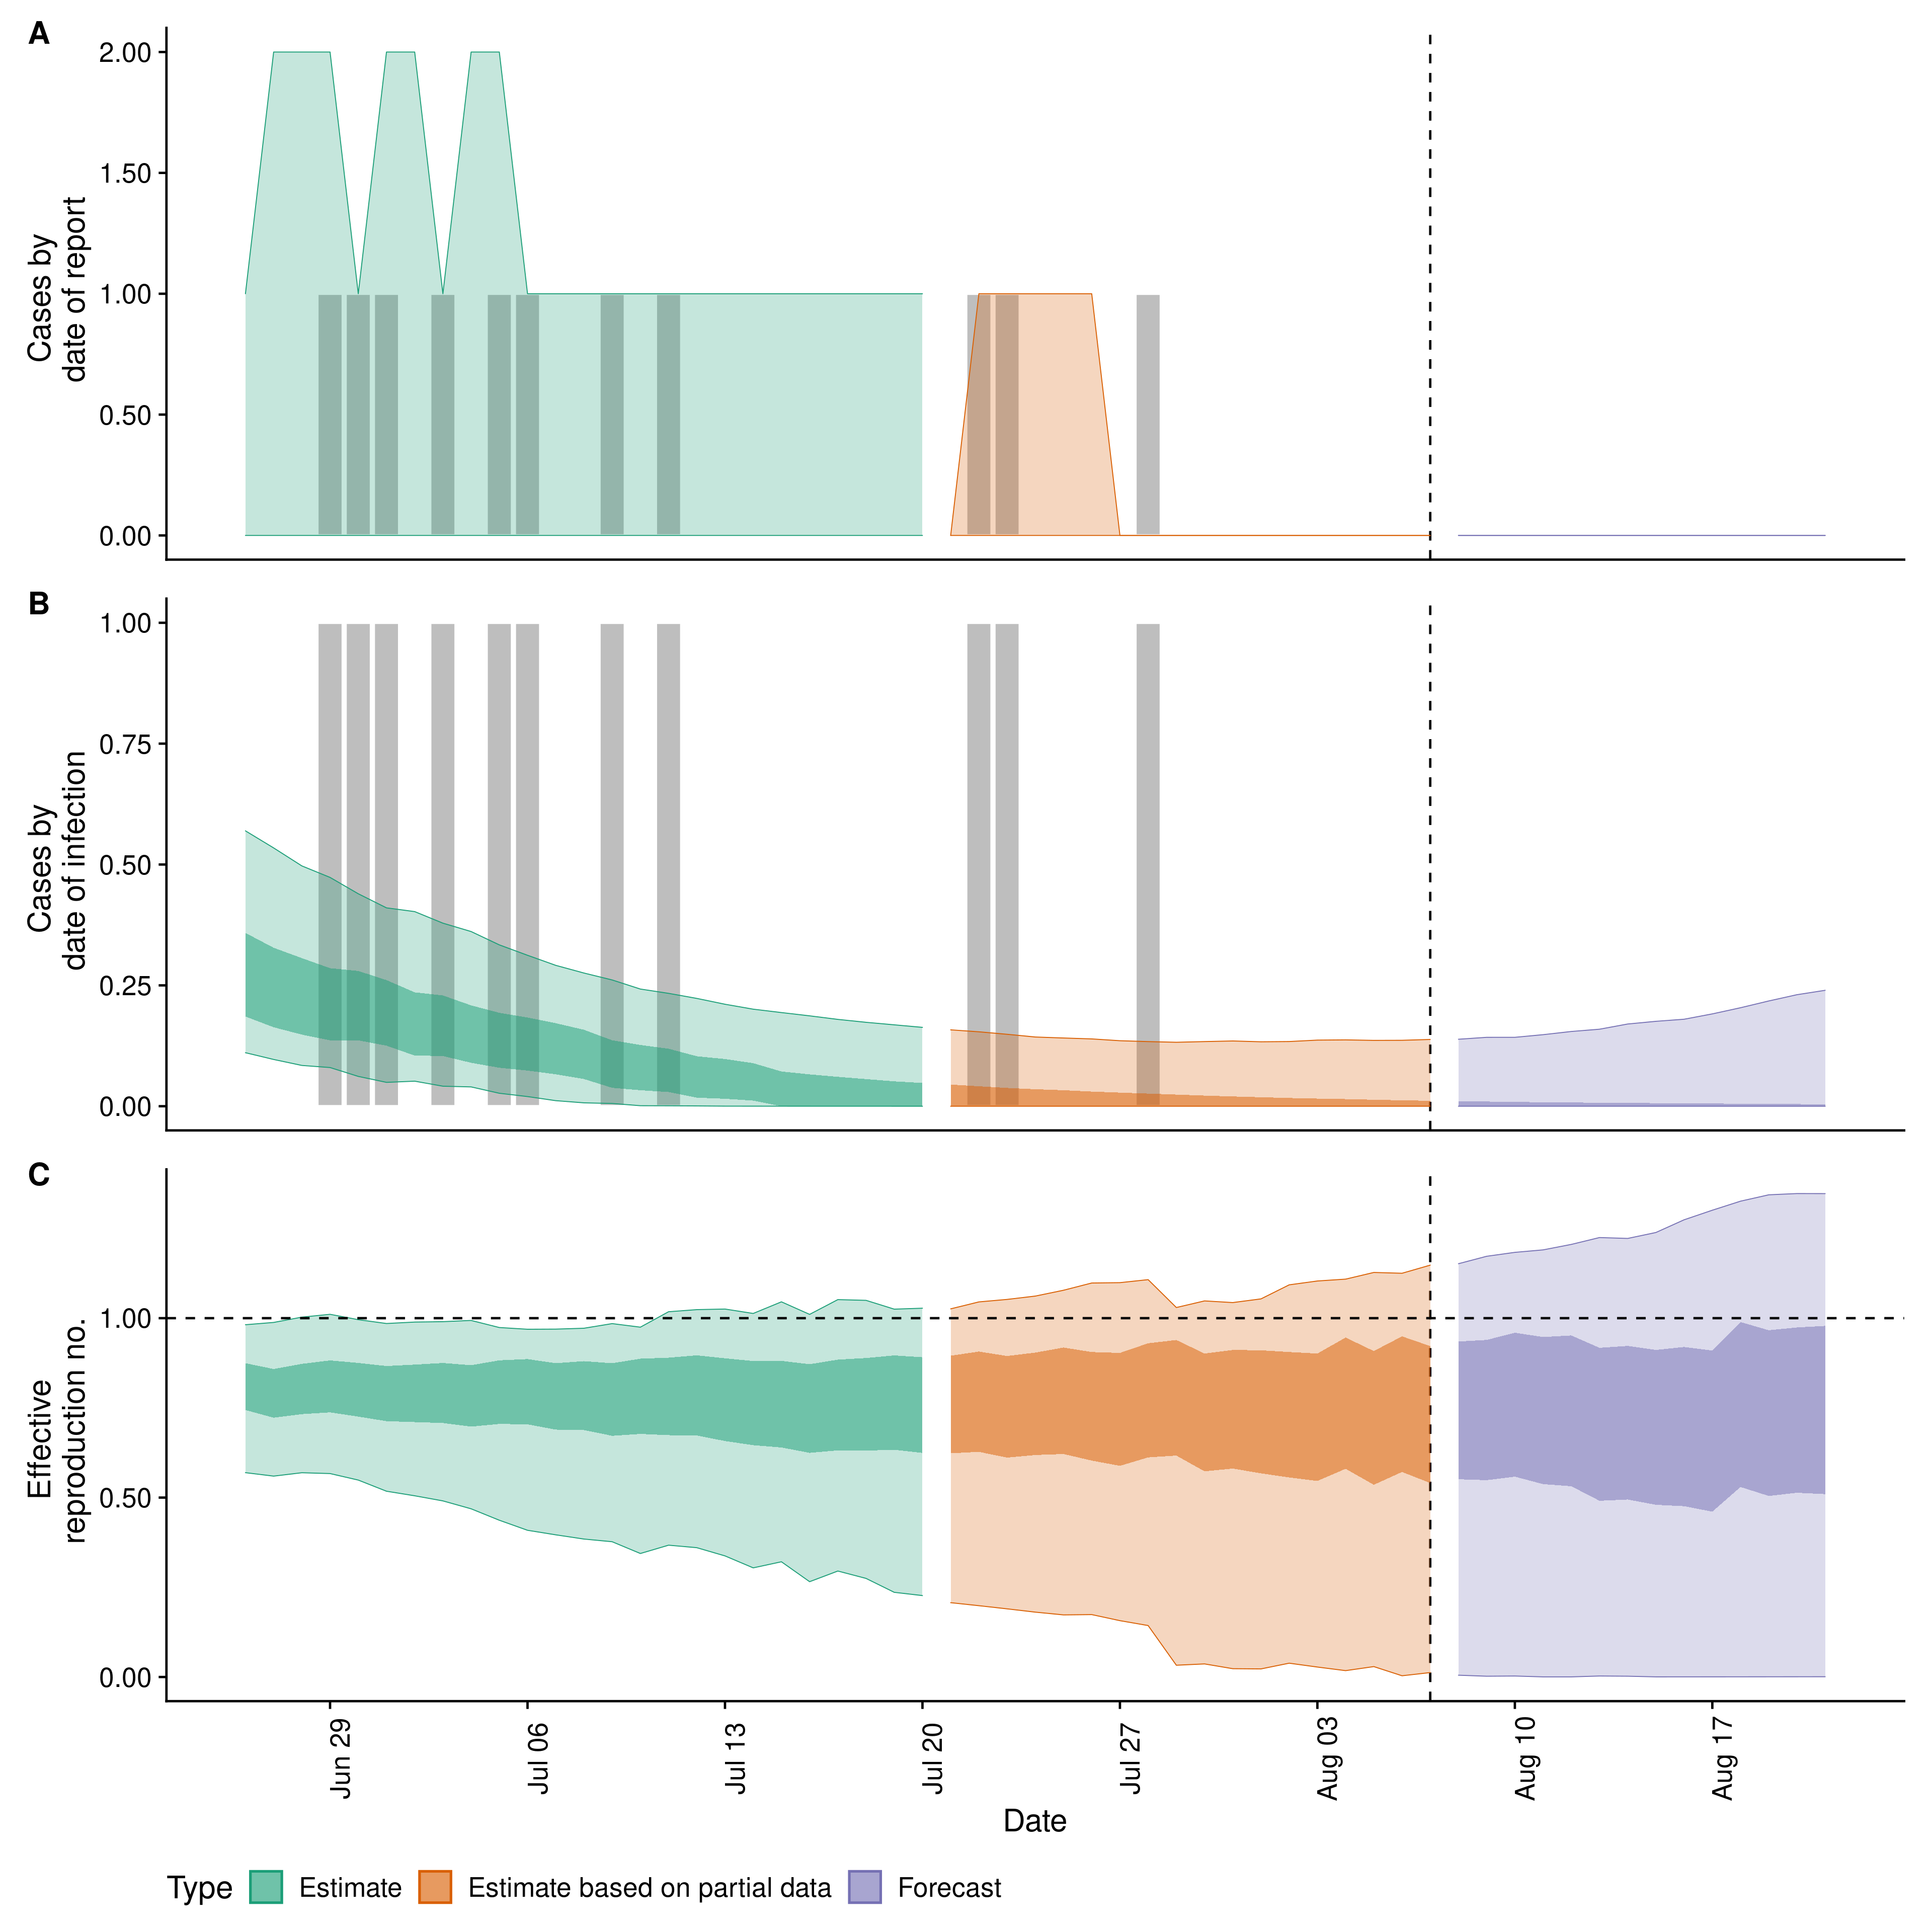 A
2.00
1.50
1.00
0.50
0.00
Cases by
date of report
B
1.00
0.75
0.50
0.25
0.00
Cases by
date of infection
C
1.00
0.50
0.00
Effective
reproduction no.
Jun 29
Jul 06
Jul 13
Jul 20
Jul 27
Aug 03
Aug 10
Aug 17
Date
Type Estimate Estimate based on partial data Forecast